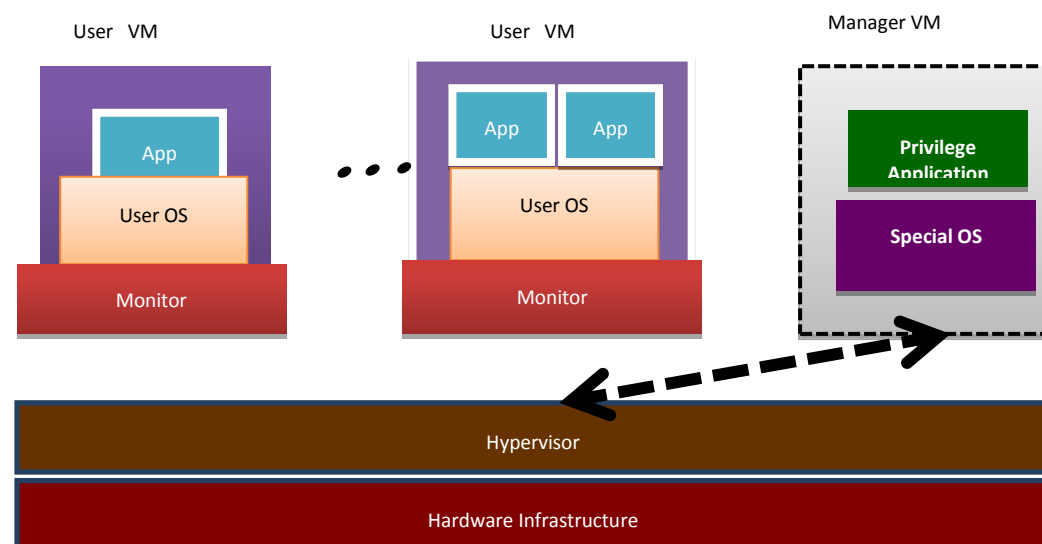 User VM
User VM
Manager VM
App
App
App
Privilege
Application
User OS
User OS
Special OS
Monitor
Monitor
Hypervisor
Hardware Infrastructure